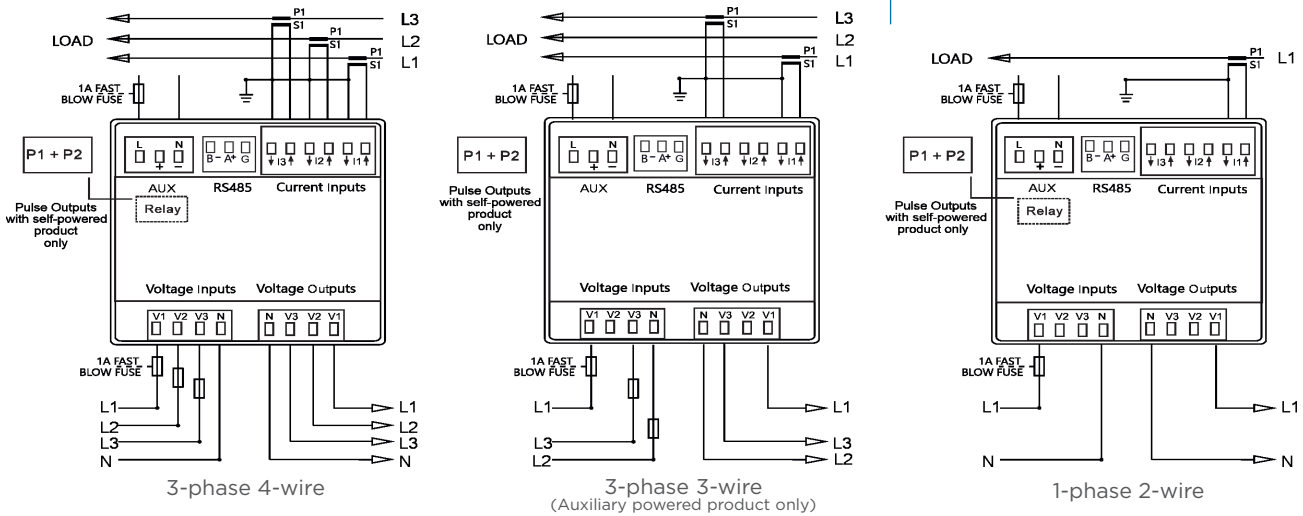 P1
S1
L3
P1
S1
L2
P1
S1
L1
LOAD
1A FAST
BLOW FUSE
P1 + P2
Pulse Outputs
with self-powered
product
only
L N
+ −
AUX
Relay
B− A+ G
RS485
I3 I2 I1
Current Inputs
Voltage Inputs Voltage Outputs
V1 V2 V3 N N V3 V2 V1
1A FAST
BLOW FUSE
L1 L1
L2 L2
L3 L3
N N
3-phase 4-wire
P1
S1
L3
L2
P1
S1
L1
LOAD
1A FAST
BLOW FUSE
P1 + P2
Pulse Outputs
with self-powered
product
only
L N
+ −
AUX
B− A+ G
RS485
I3 I2 I1
Current Inputs
Voltage Inputs Voltage Outputs
V1 V2 V3 N N V3 V2 V1
1A FAST
BLOW FUSE
L1 L1
L3 L3
L2 L2
3-phase 3-wire
(Auxiliary powered product only)
P1
S1
L1
LOAD
1A FAST
BLOW FUSE
P1 + P2
Pulse Outputs
with self-powered
product only
L N
+ −
AUX
Relay
B− A+ G
RS485
I3 I2 I1
Current Inputs
Voltage Inputs Voltage Outputs
V1 V2 V3 N N V3 V2 V1
1A FAST
BLOW FUSE
L1 L1
N N
1-phase 2-wire